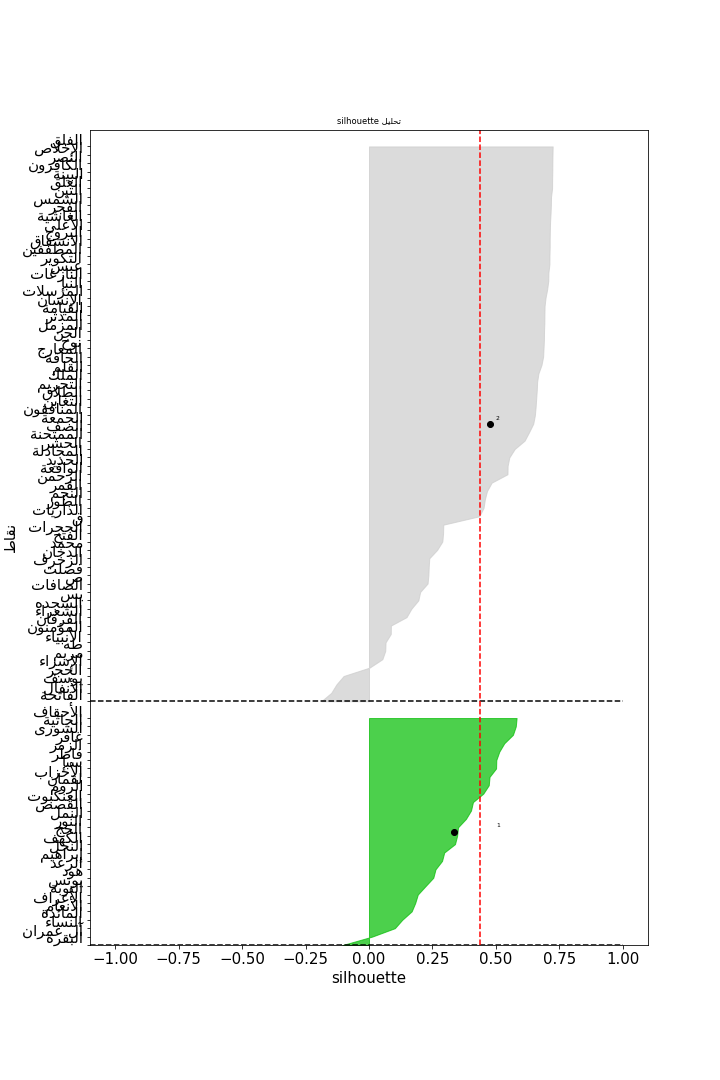 تحليل silhouette
الفلق
الإخلاص
النصر
الكافرون
البينة
العلق
التين
الشمس
الفجر
الغاشية
الأعلى
البروج
الانشقاق
المطففين
التكوير
عبس
النازعات
النبأ
المرسلات
الإنسان
القيامة
المدثر
المزمل
الجن
نوح
المعارج
الحاقة
القلم
الملك
التحريم
الطلاق
التغابن
المنافقون
الجمعة
الصف
الممتحنة
الحشر
المجادلة
الحديد
الواقعة
الرحمن
القمر
النجم
الطور
الذاريات
ق
الحجرات
الفتح
محمد
الدخان
الزخرف
فصلت
ص
الصافات
يس
السجده
الشعراء
الفرقان
المؤمنون
الأنبياء
طه
مريم
الإسراء
الحجر
يوسف
الأنفال
الفاتحة
الأحقاف
الجاثية
الشورى
غافر
الزمر
فاطر
سبأ
الأحزاب
لقمان
الروم
العنكبوت
القصص
النمل
النور
الحج
الكهف
النحل
إبراهيم
الرعد
هود
يونس
التوبة
الأعراف
الأنعام
المائدة
النساء
آل عمران
البقرة
نقاط
2
1
−1.00 −0.75 −0.50 −0.25 0.00 0.25 0.50 0.75 1.00
silhouette